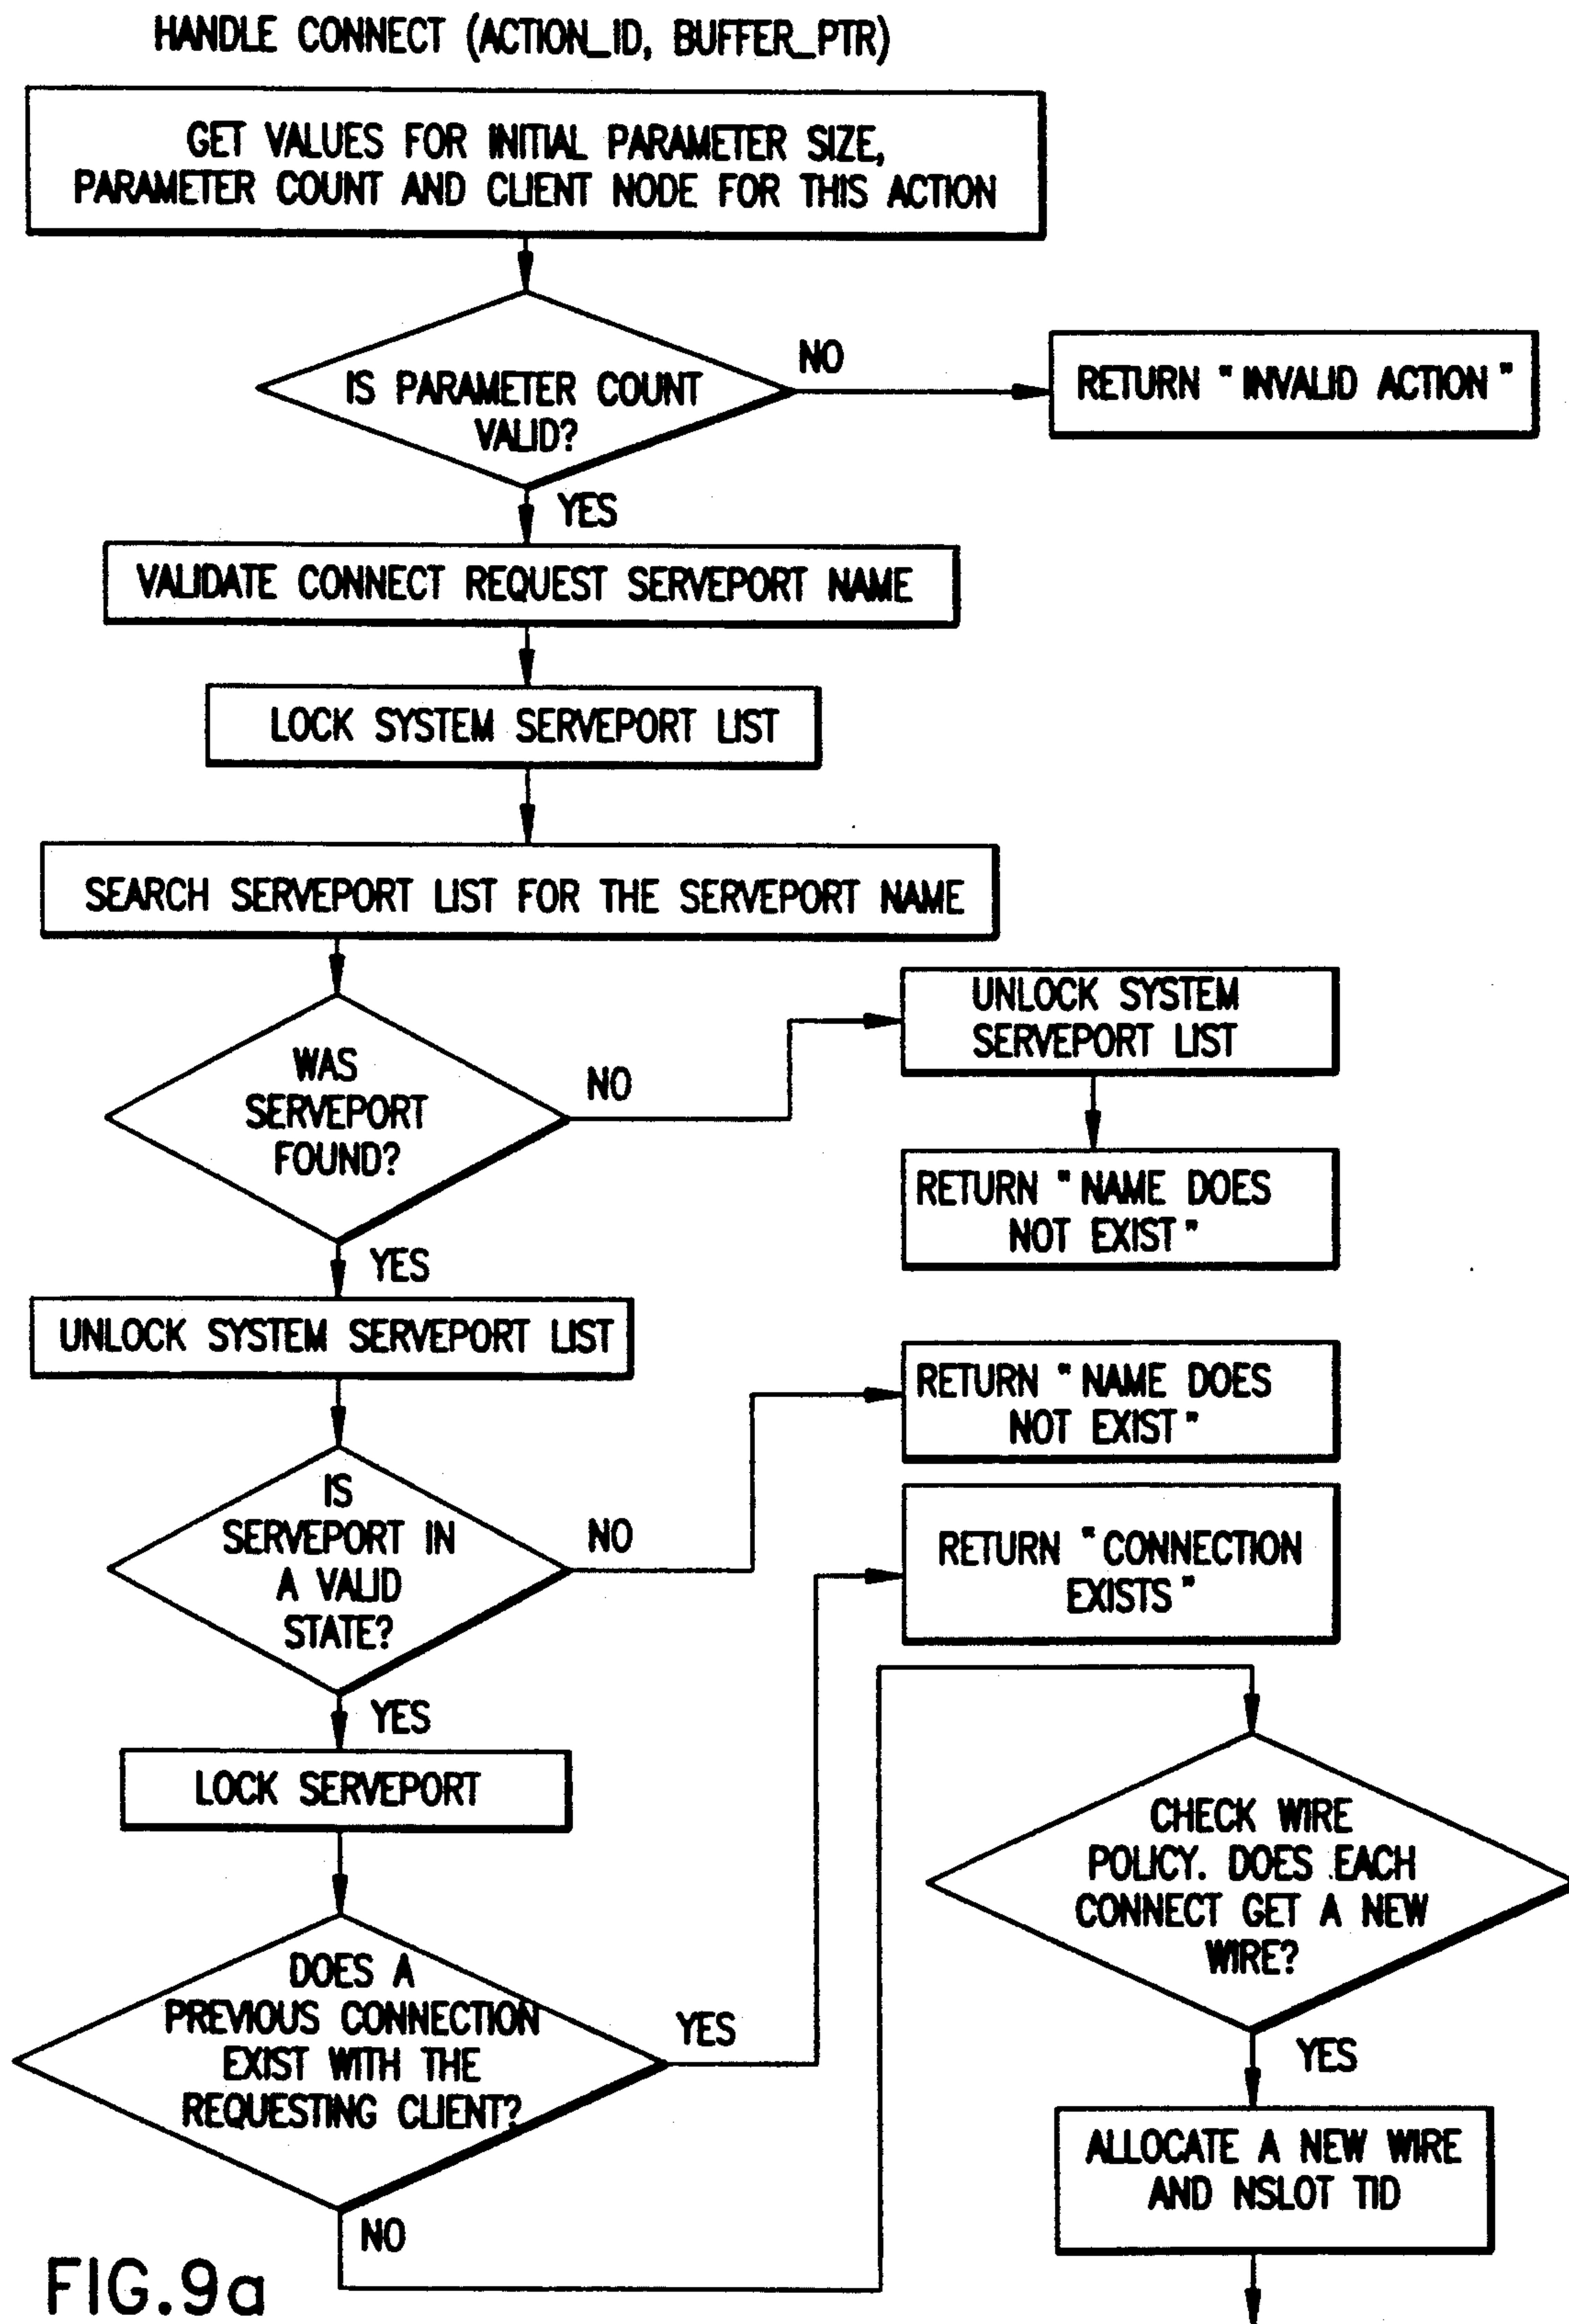 HANDLE CONNECT (ACTION_ID, BUFFER_PTR)
GET VALUES FOR INITIAL PARAMETER SIZE,
PARAMETER COUNT AND CLIENT NODE FOR THIS ACTION
IS PARAMETER COUNT
VALID?
NO
RETURN "INVALID ACTION"
YES
VALIDATE CONNECT REQUEST SERVEPORT NAME
LOCK SYSTEM SERVEPORT LIST
SEARCH SERVEPORT LIST FOR THE SERVEPORT NAME
WAS
SERVEPORT
FOUND?
NO
UNLOCK SYSTEM
SERVEPORT LIST
RETURN "NAME DOES
NOT EXIST"
YES
UNLOCK SYSTEM SERVEPORT LIST
IS
SERVEPORT IN
A VALID
STATE?
NO
RETURN "NAME DOES
NOT EXIST"
RETURN "CONNECTION
EXISTS"
YES
LOCK SERVEPORT
DOES A
PREVIOUS CONNECTION
EXIST WITH THE
REQUESTING CLIENT?
YES
NO
CHECK WIRE
POLICY. DOES EACH
CONNECT GET A NEW
WIRE?
YES
ALLOCATE A NEW WIRE
AND NSLOT TID
FIG.9a